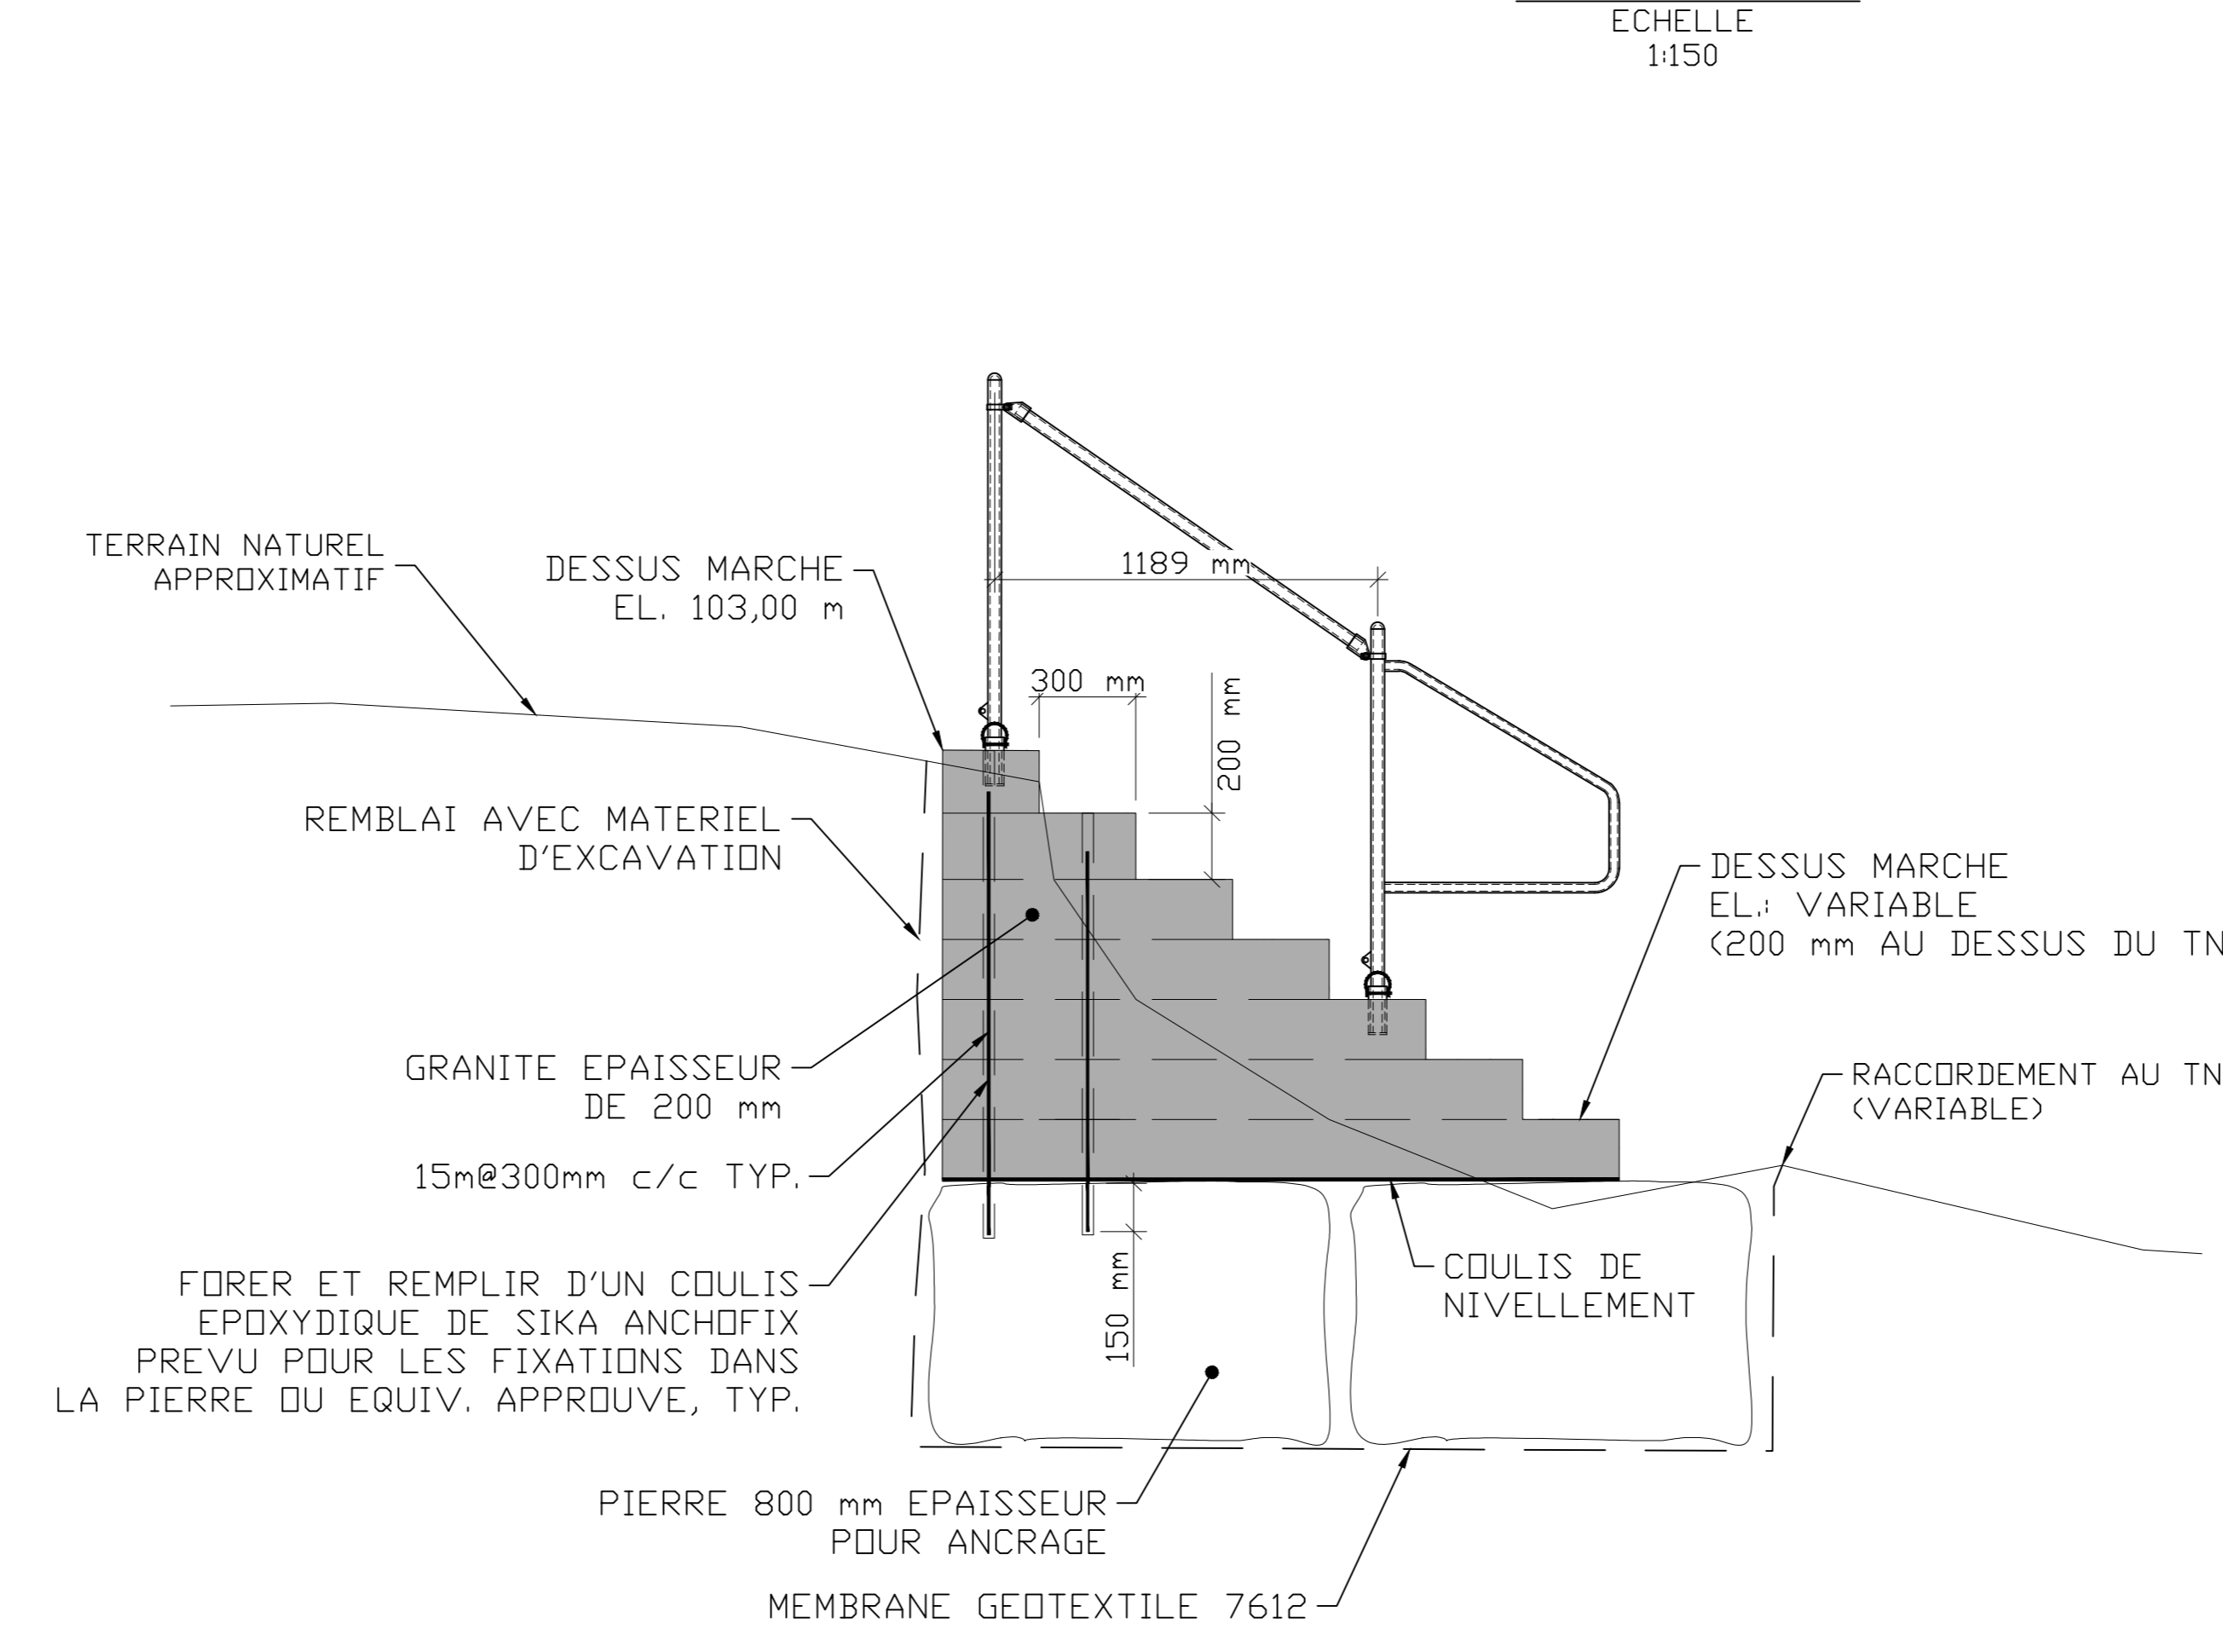 ECHELLE
1:150
TERRAIN NATUREL
APPROXIMATIF
DESSUS MARCHE
EL. 103,00 m
1189 mm
300 mm
200 mm
REMBLAI AVEC MATERIEL
D'EXCAVATION
DESSUS MARCHE
EL.: VARIABLE
(200 mm AU DESSUS DU TN
GRANITE EPAISSEUR
DE 200 mm
RACCORDEMENT AU TN
(VARIABLE)
15m@300mm c/c TYP.
FORER ET REMPLIR D'UN COULIS
EPOXYDIQUE DE SIKA ANCHOFIX
PREVU POUR LES FIXATIONS DANS
LA PIERRE OU EQUIV. APPROUVE, TYP.
150 mm
COULIS DE
NIVELLEMENT
PIERRE 800 mm EPAISSEUR
POUR ANCRAGE
MEMBRANE GEOTEXTILE 7612